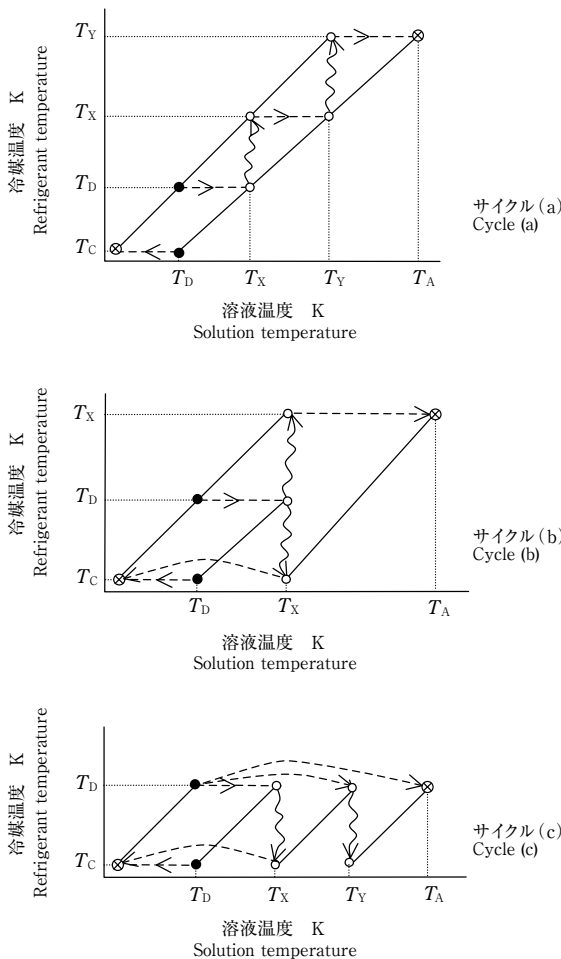 冷媒温度　K
Refrigerant temperature
T_Y
T_X
T_D
T_C
T_D
T_X
T_Y
T_A
溶液温度　K
Solution temperature
サイクル(a)
Cycle (a)
冷媒温度　K
Refrigerant temperature
T_X
T_D
T_C
T_D
T_X
T_A
溶液温度　K
Solution temperature
サイクル(b)
Cycle (b)
冷媒温度　K
Refrigerant temperature
T_D
T_C
T_D
T_X
T_Y
T_A
溶液温度　K
Solution temperature
サイクル(c)
Cycle (c)